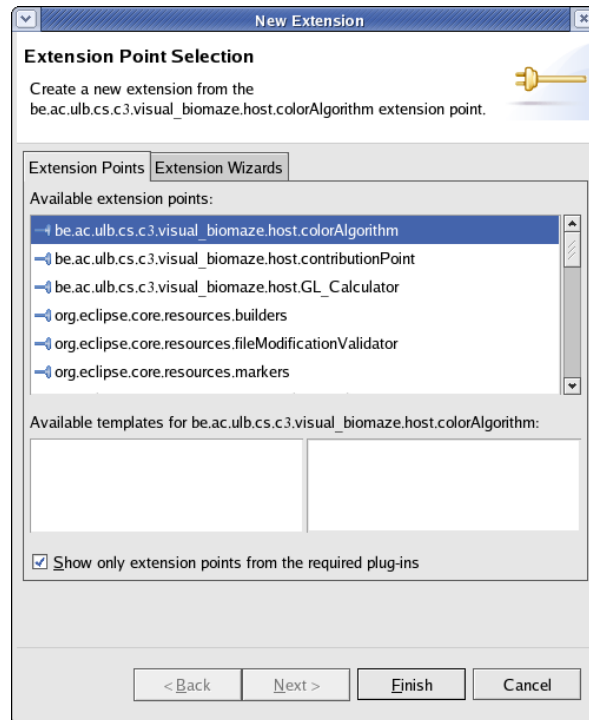 New Extension
Extension Point Selection
Create a new extension from the
be.ac.ulb.cs.c3.visual_biomaze.host.colorAlgorithm extension point.
Extension Points Extension Wizards
Available extension points:
be.ac.ulb.cs.c3.visual_biomaze.host.colorAlgorithm
be.ac.ulb.cs.c3.visual_biomaze.host.contributionPoint
be.ac.ulb.cs.c3.visual_biomaze.host.GL_Calculator
org.eclipse.core.resources.builders
org.eclipse.core.resources.fileModificationValidator
org.eclipse.core.resources.markers
Available templates for be.ac.ulb.cs.c3.visual_biomaze.host.colorAlgorithm:
Show only extension points from the required plug-ins
< Back Next > Finish Cancel